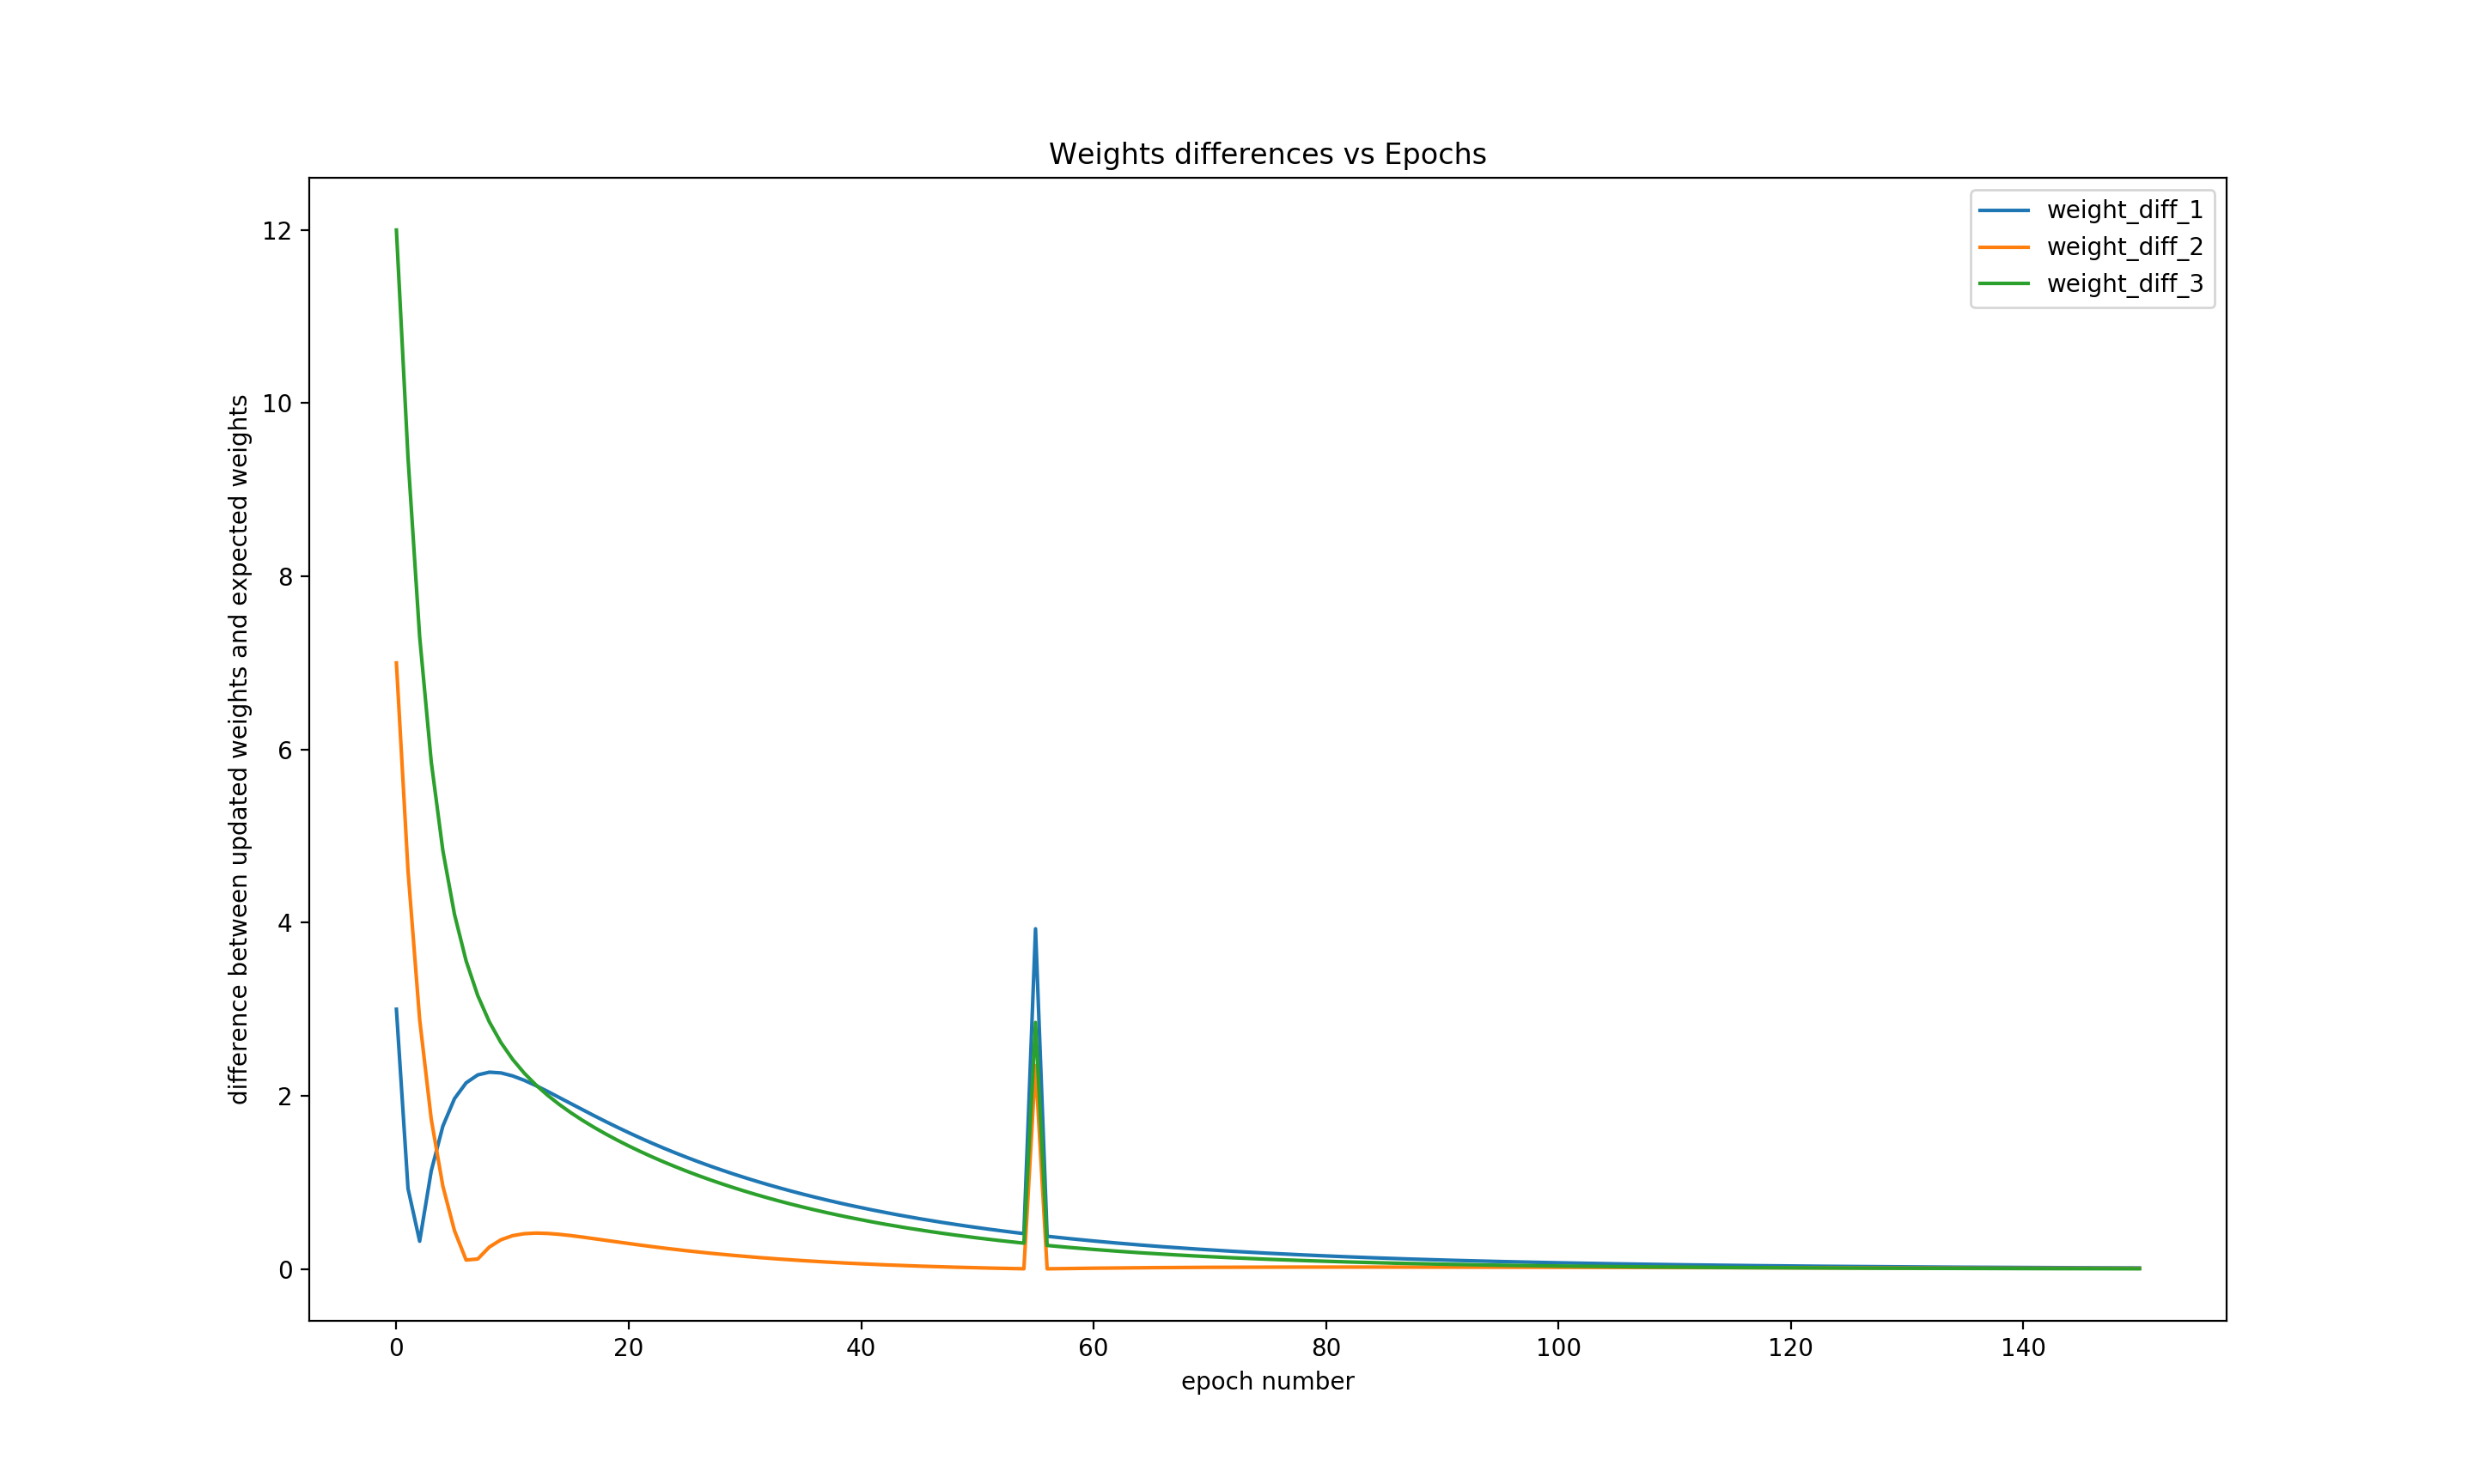 Weights differences vs Epochs
weight_diff_1
weight_diff_2
weight_diff_3
difference between updated weights and expected weights
12
10
8
6
4
2
0
0 20 40 60 80 100 120 140
epoch number